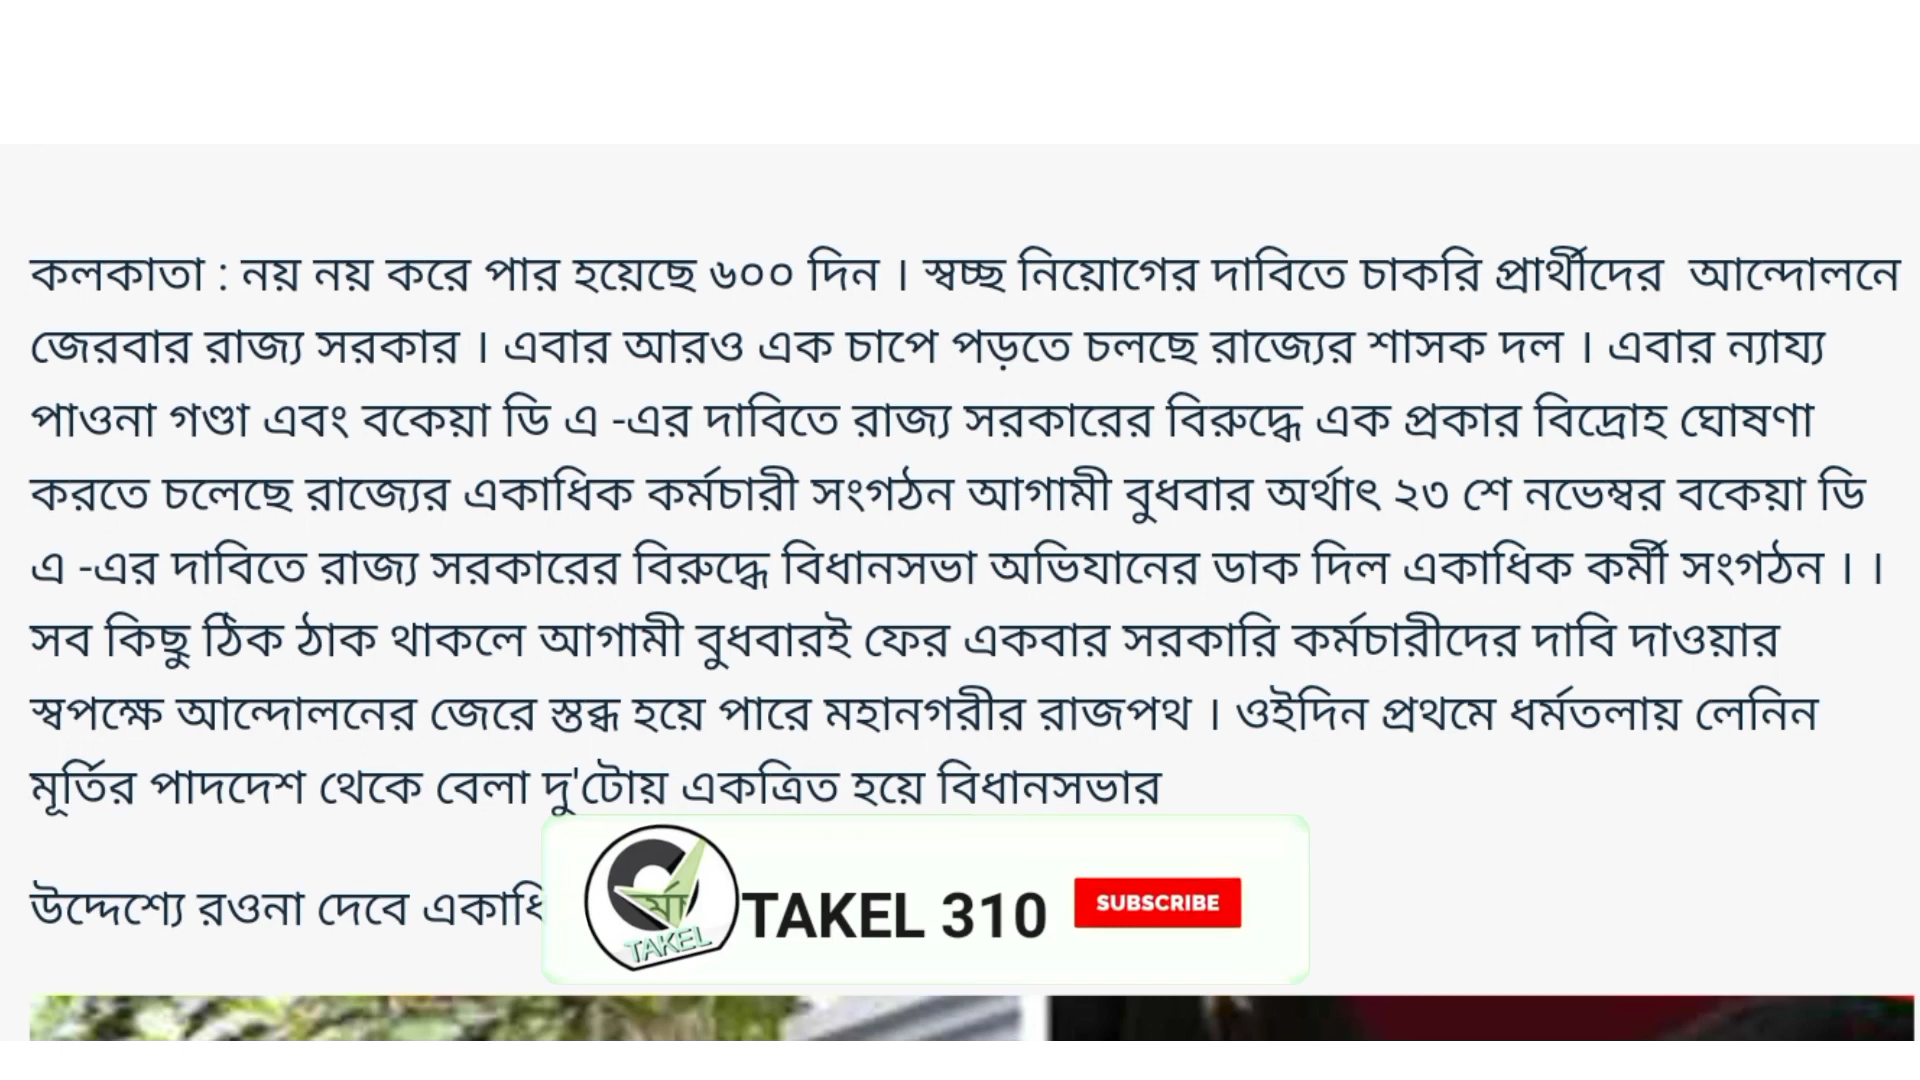 কলকাতা : নয় নয় করে পার হয়েছে ৬০০ দিন । স্বচ্ছ নিয়োগের দাবিতে চাকরি প্রার্থীদের আন্দোলনে
জেরবার রাজ্য সরকার । এবার আরও এক চাপে পড়তে চলছে রাজ্যের শাসক দল । এবার ন্যায্য
পাওনা গণ্ডা এবং বকেয়া ডি এ -এর দাবিতে রাজ্য সরকারের বিরুদ্ধে এক প্রকার বিদ্রোহ ঘোষণা
করতে চলেছে রাজ্যের একাধিক কর্মচারী সংগঠন আগামী বুধবার অর্থাৎ ২৩ শে নভেম্বর বকেয়া ডি
এ -এর দাবিতে রাজ্য সরকারের বিরুদ্ধে বিধানসভা অভিযানের ডাক দিল একাধিক কর্মী সংগঠন । ।
সব কিছু ঠিক ঠাক থাকলে আগামী বুধবারই ফের একবার সরকারি কর্মচারীদের দাবি দাওয়ার
স্বপক্ষে আন্দোলনের জেরে স্তব্ধ হয়ে পারে মহানগরীর রাজপথ । ওইদিন প্রথমে ধর্মতলায় লেনিন
মূর্তির পাদদেশ থেকে বেলা দু'টোয় একত্রিত হয়ে বিধানসভার
উদ্দেশ্যে রওনা দেবে
TAKEL
TAKEL 310
SUBSCRIBE